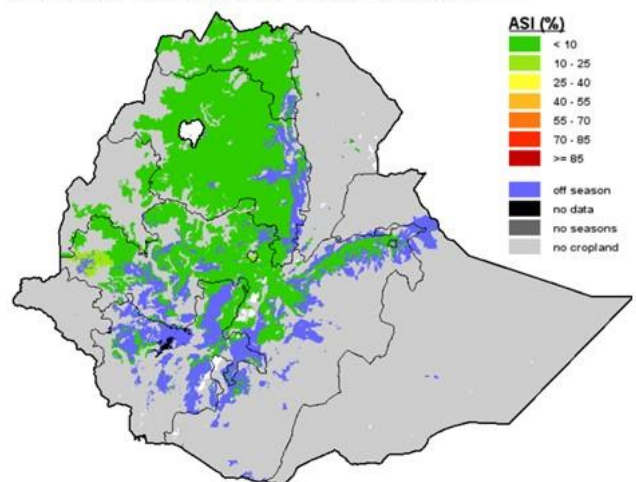 ASI (%)
< 10
10 - 25
25 - 40
40 - 55
55 - 70
70 - 85
>= 85
off season
no data
no seasons
no cropland